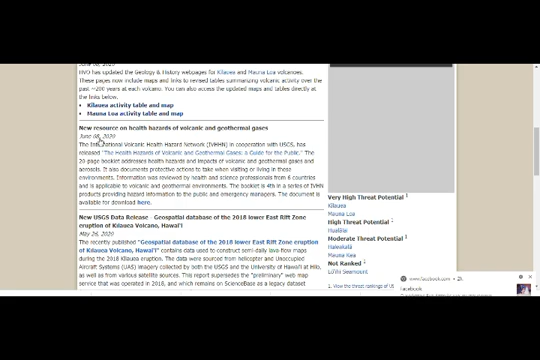 June 08, 2020
HVO has updated the Geology & History webpages for Kīlauea and Mauna Loa volcanoes.
These pages now include maps and links to revised tables summarizing volcanic activity over the
past ~200 years at each volcano. You can also access the updated maps and tables directly at
the links below.
• Kīlauea activity table and map
• Mauna Loa activity table and map
New resource on health hazards of volcanic and geothermal gases
June 08, 2020
The International Volcanic Health Hazard Network (IVHHN) in cooperation with USGS, has
released "The Health Hazards of Volcanic and Geothermal Gases: a Guide for the Public." The
20 page booklet addresses health hazards and impacts of volcanic and geothermal gases and
aerosols. It also documents protective actions to take when visiting or being in these
environments. Information was reviewed by health and science professionals from 6 countries
and is applicable to volcanic and geothermal environments. The booklet is 4th in a series of IVHHN
products providing hazard information to the public and emergency managers. The document is
available for download here.
New USGS Data Release - Geospatial database of the 2018 lower East Rift Zone
eruption of Kīlauea Volcano, Hawai'i
May 26, 2020
The recently published "Geospatial database of the 2018 lower East Rift Zone eruption
of Kīlauea Volcano, Hawai'i" contains data used to construct semi-daily lava-flow maps
during the 2018 Kīlauea eruption. The data were sourced from helicopter and Unoccupied
Aircraft Systems (UAS) imagery collected by both the USGS and the University of Hawai'i at Hilo,
as well as from various satellite sources. This report supersedes the "preliminary" web map
service that was operated in 2018, and which remains on ScienceBase as a legacy dataset
Very High Threat Potential 1
Kīlauea
Mauna Loa
High Threat Potential 1
Hualālai
Moderate Threat Potential 1
Haleakalā
Mauna Kea
Not Ranked 1
Lō'ihi Seamount
1. View the threat rankings of US
www.facebook.com
Facebook